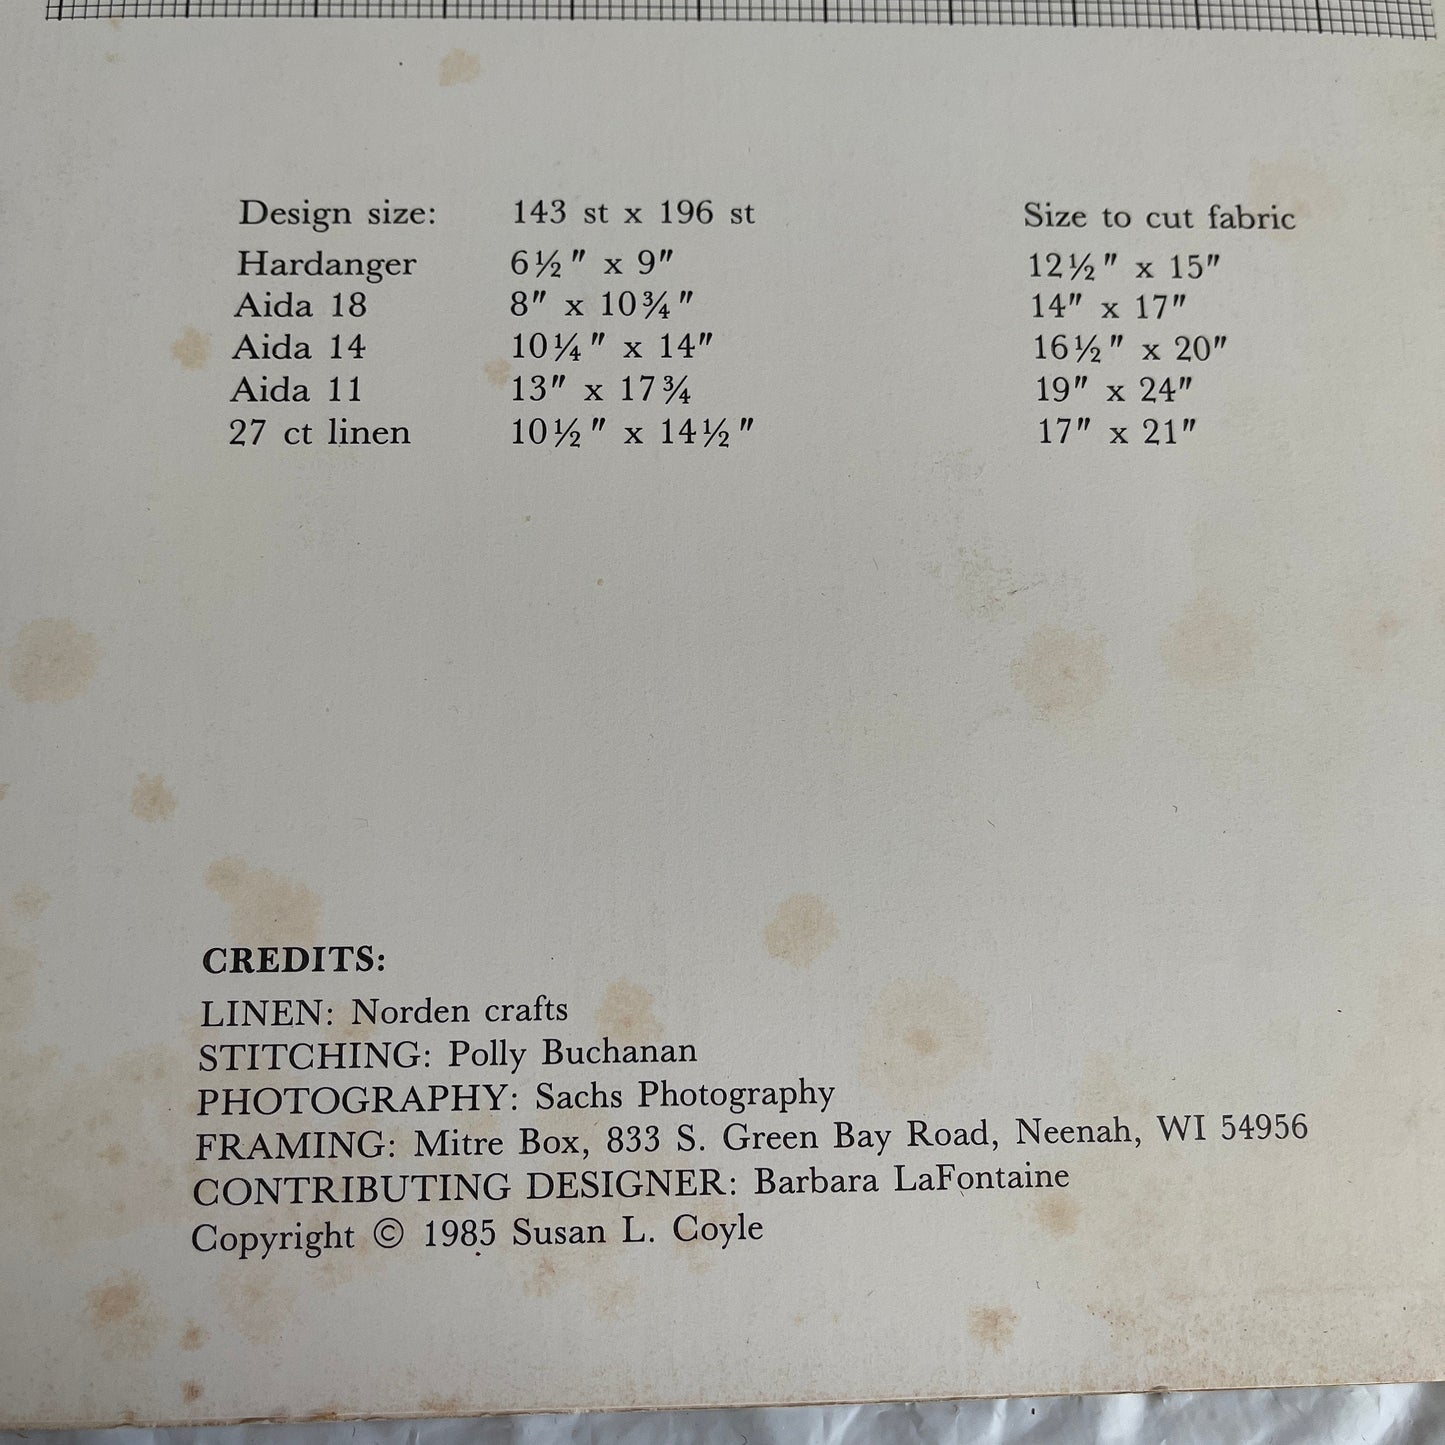 Design size: 143 st x 196 st Size to cut fabric
Hardanger 6½" x 9" 12½" x 15"
Aida 18 8" x 10¾" 14" x 17"
Aida 14 10¼" x 14" 16½" x 20"
Aida 11 13" x 17¾ 19" x 24"
27 ct linen 10½" x 14½" 17" x 21"
CREDITS:
LINEN: Norden crafts
STITCHING: Polly Buchanan
PHOTOGRAPHY: Sachs Photography
FRAMING: Mitre Box, 833 S. Green Bay Road, Neenah, WI 54956
CONTRIBUTING DESIGNER: Barbara LaFontaine
Copyright © 1985 Susan L. Coyle